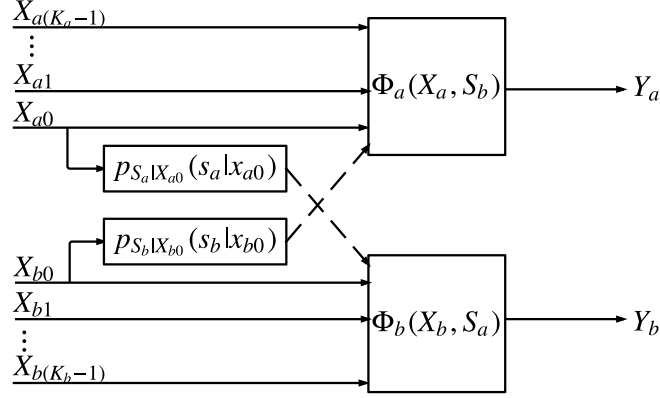 X_{a(K_a-1)}
⋮
X_{a1}
X_{a0}
Φ_a(X_a, S_b)
Y_a
p_{S_a|X_{a0}}(s_a|x_{a0})
p_{S_b|X_{b0}}(s_b|x_{b0})
X_{b0}
X_{b1}
⋮
X_{b(K_b-1)}
Φ_b(X_b, S_a)
Y_b